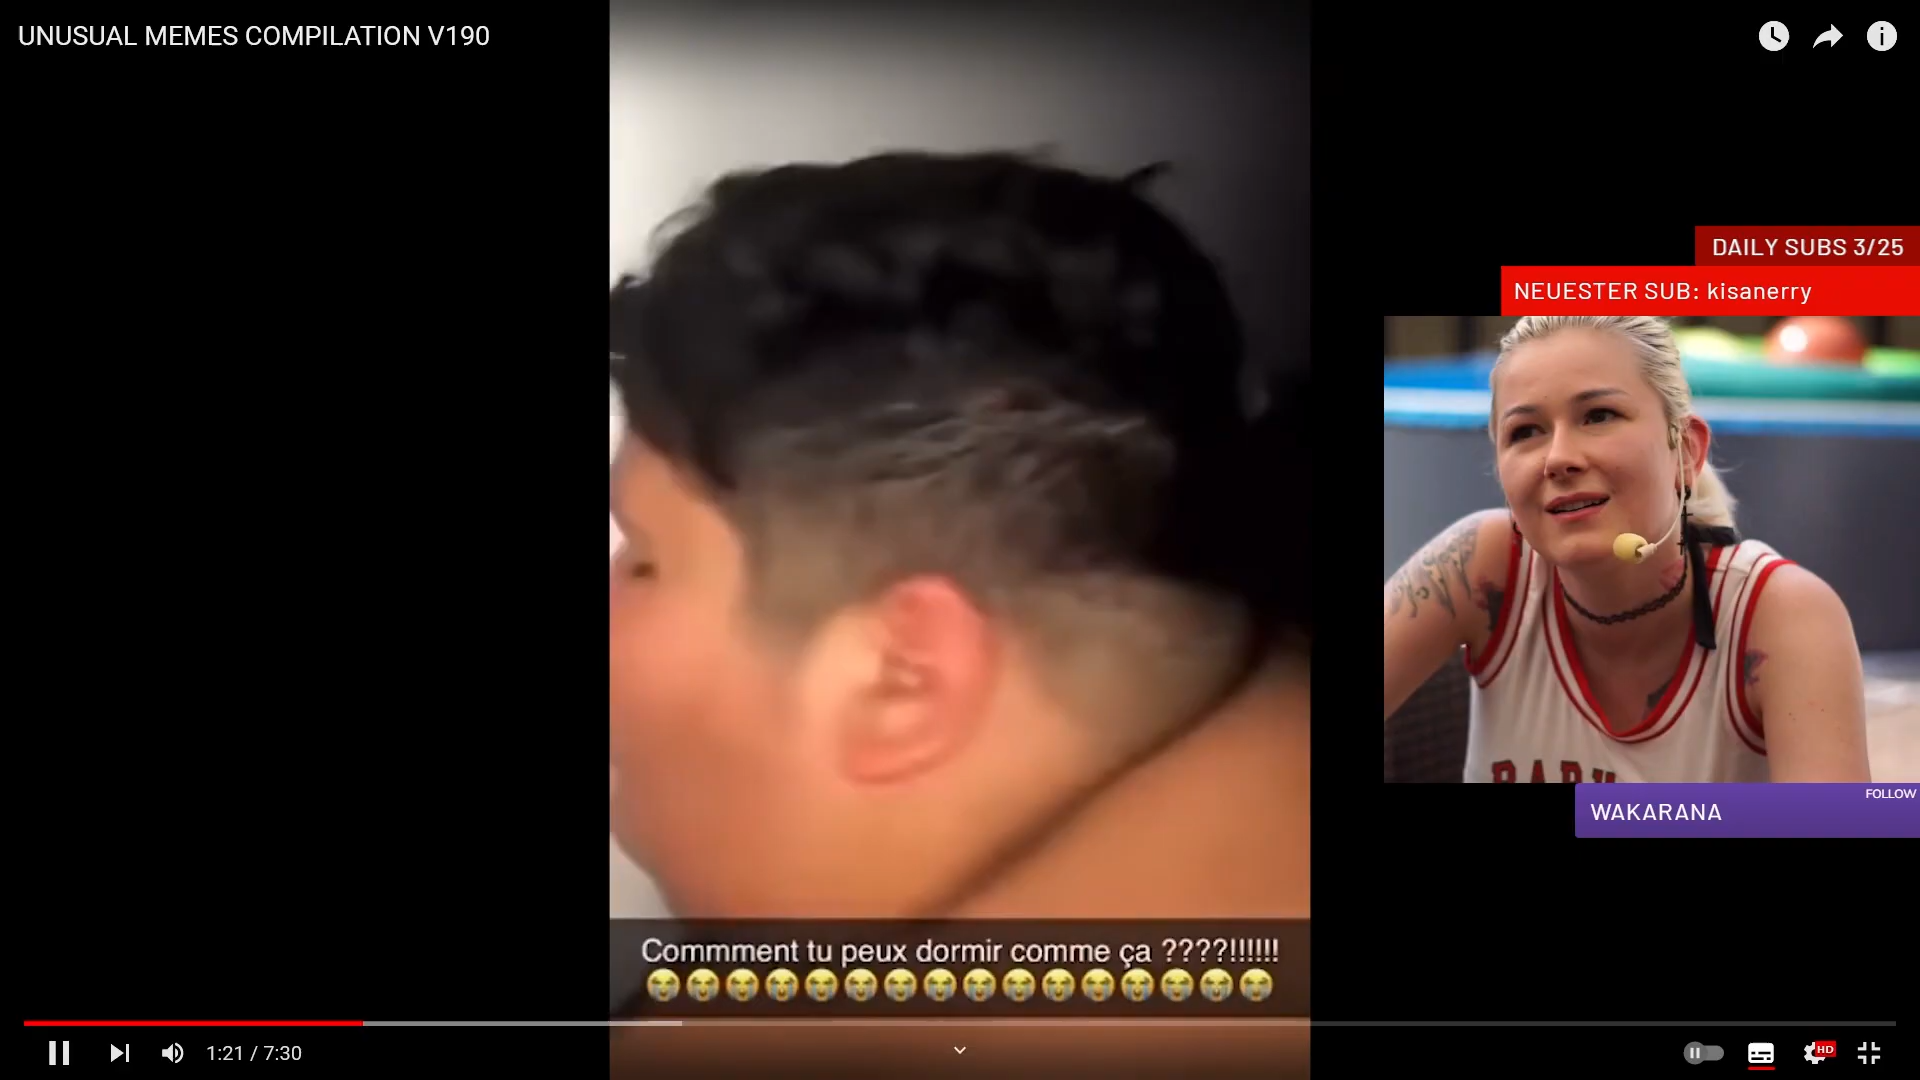 UNUSUAL MEMES COMPILATION V190
DAILY SUBS 3/25
NEUESTER SUB: kisanerry
FOLLOW
WAKARANA
Commment tu peux dormir comme ça ????!!!!!!
😭😭😭😭😭😭😭😭😭😭😭😭😭😭😭😭
1:21 / 7:30
HD